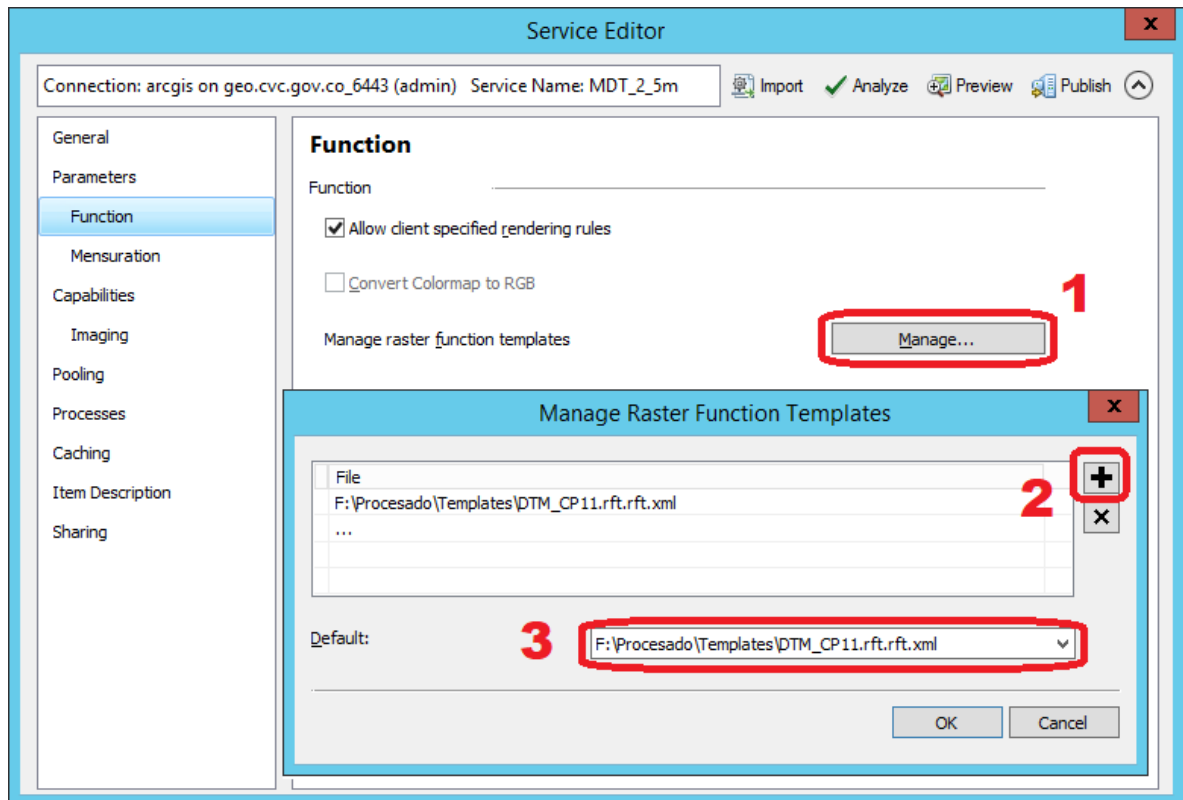 Service Editor
x
Connection: arcgis on geo.cvc.gov.co_6443 (admin) Service Name: MDT_2_5m
Import
Analyze
Preview
Publish
General
Parameters
Function
Mensuration
Capabilities
Imaging
Pooling
Processes
Caching
Item Description
Sharing
Function
Function
Allow client specified rendering rules
Convert Colormap to RGB
1
Manage raster function templates
Manage...
Manage Raster Function Templates
x
File
F:\Procesado\Templates\DTM_CP11.rft.rft.xml
...
2
Default:
3
F:\Procesado\Templates\DTM_CP11.rft.rft.xml
OK
Cancel